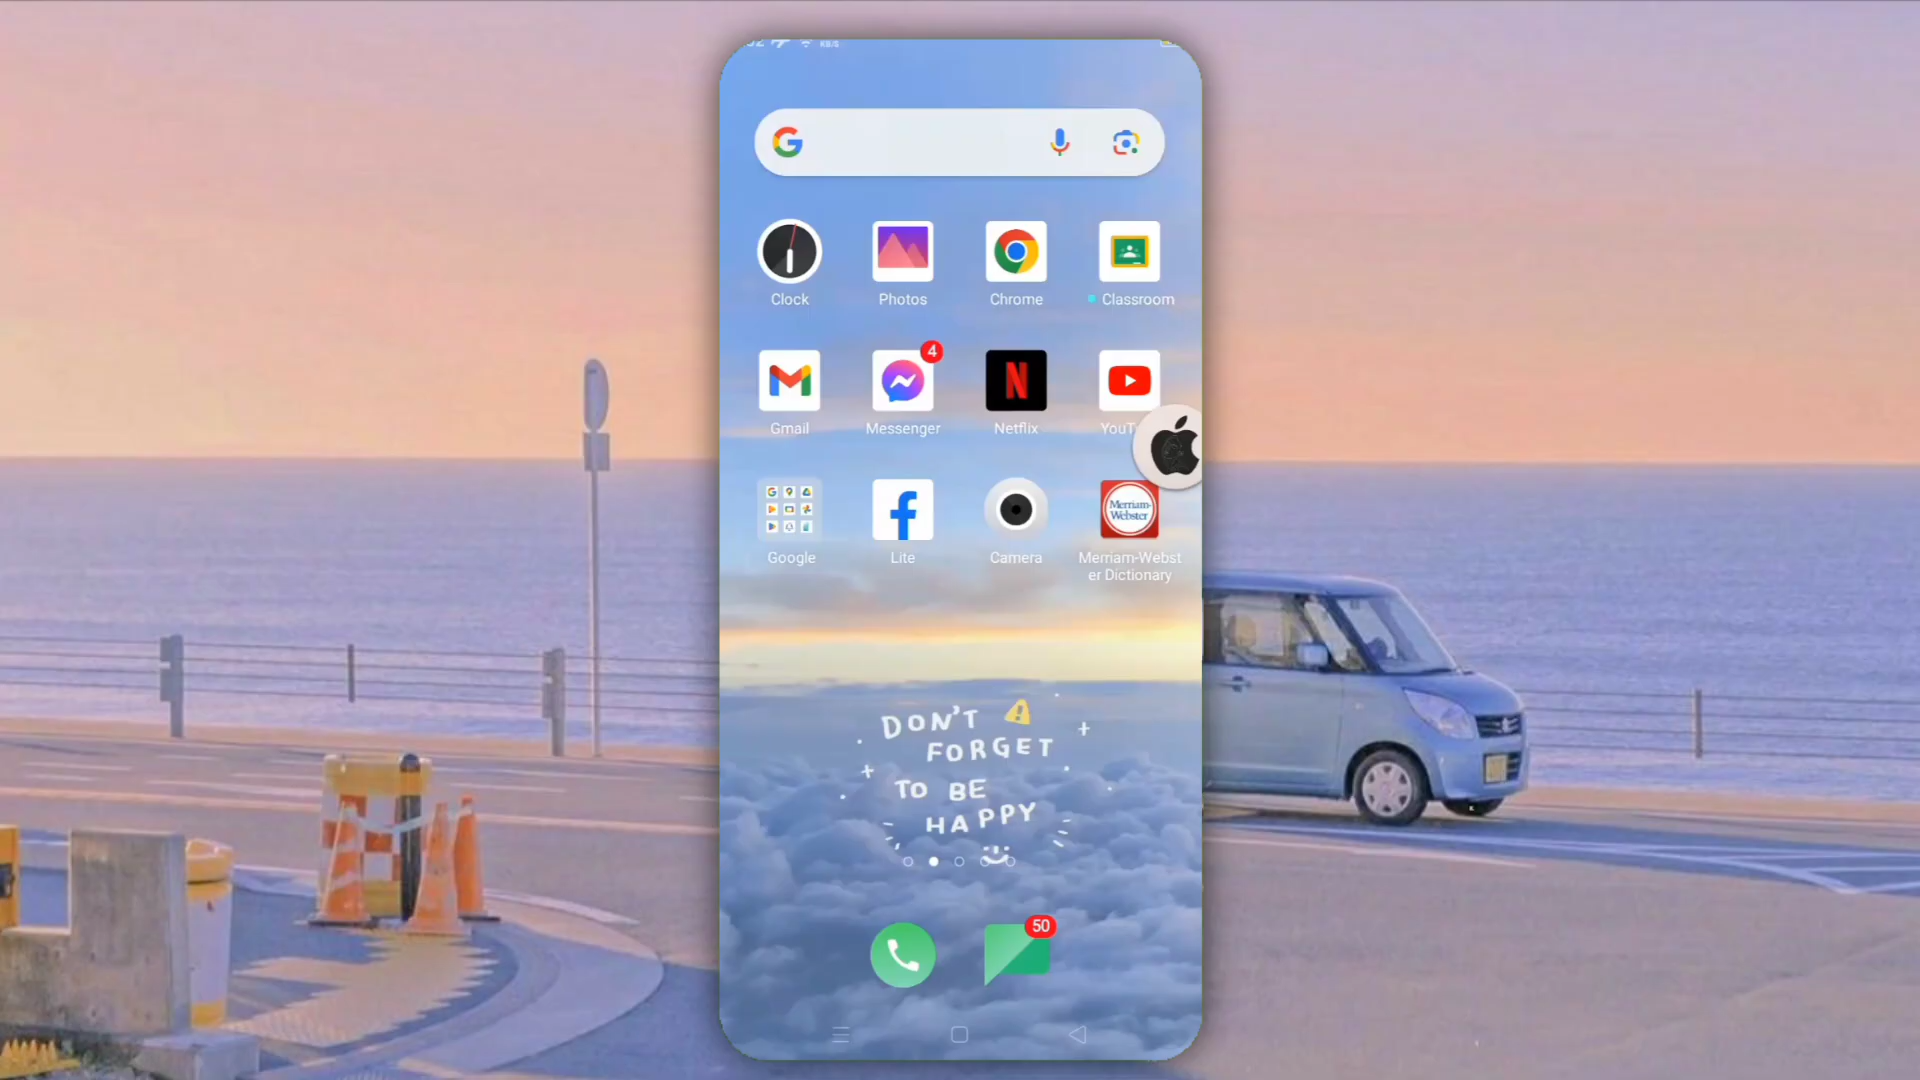 KB/S
Clock
Photos
Chrome
Classroom
4
Gmail
Messenger
Netflix
YouT
Merriam-
Webster
Google
Lite
Camera
Merriam-Webst
er Dictionary
DON'T
FORGET
TO BE
HAPPY
50